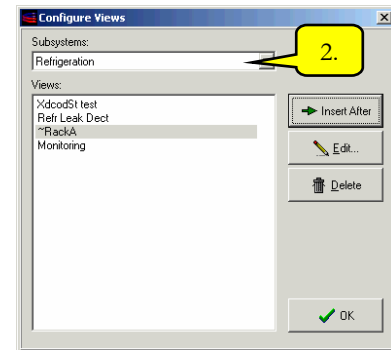 Configure Views
Subsystems:
Refrigeration
2.
Views:
XdcodSt test
Refr Leak Dect
~RackA
Monitoring
Insert After
Edit...
Delete
OK